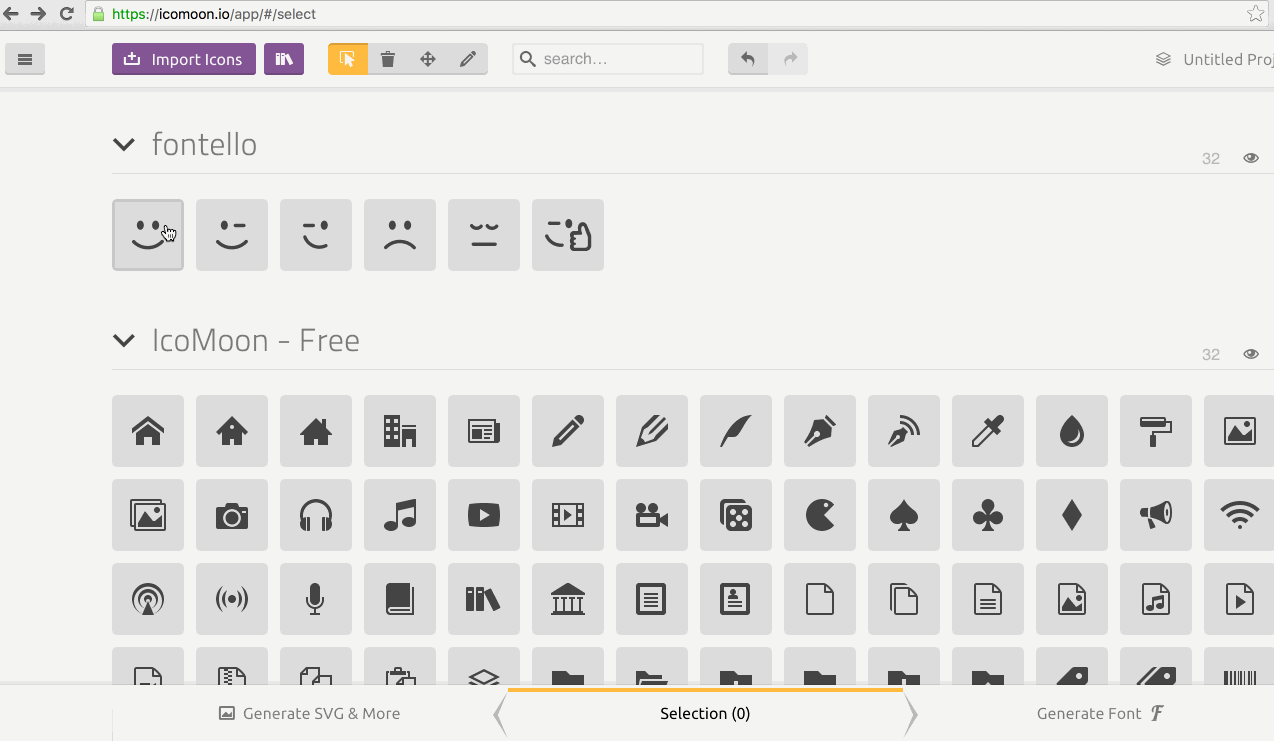 https://icomoon.io/app/#/select
Import Icons
search...
Untitled Proj
fontello
32
IcoMoon - Free
32
Generate SVG & More
Selection (0)
Generate Font